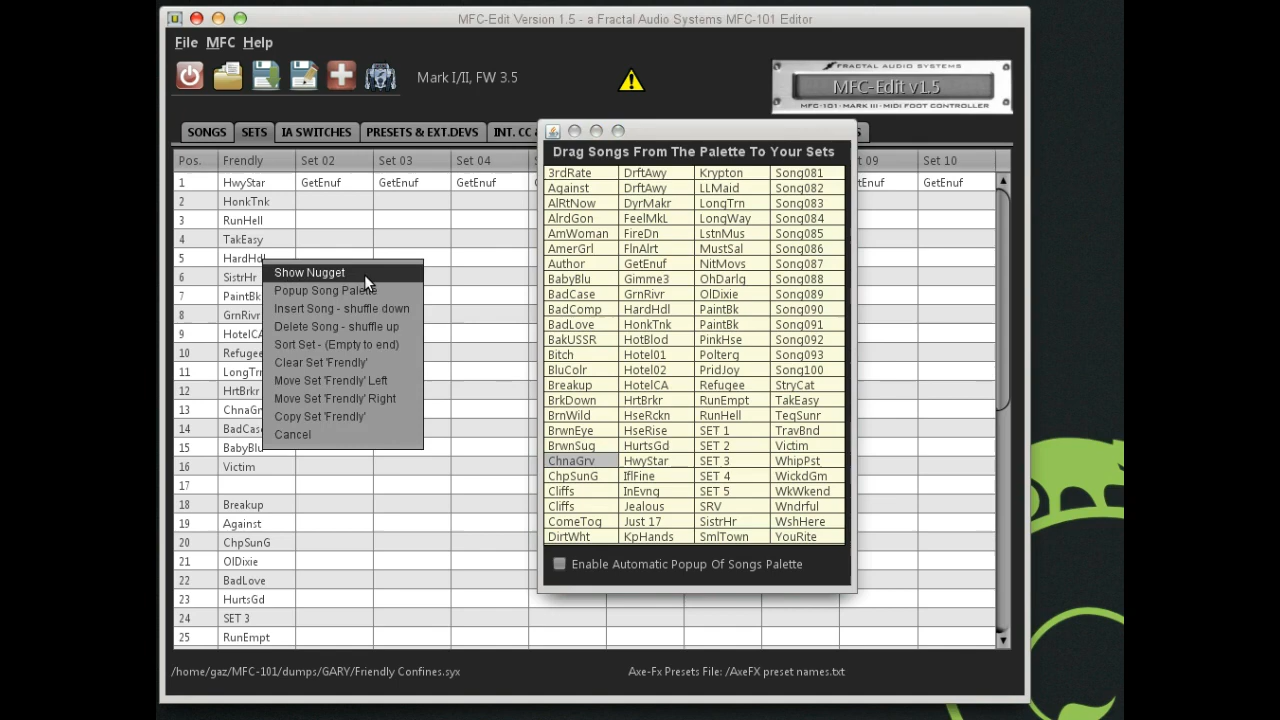 MFC-Edit Version 1.5 - a Fractal Audio Systems MFC-101 Editor
File MFC Help
Mark I/II, FW 3.5
FRACTAL AUDIO SYSTEMS
MFC-Edit v1.5
MFC-101 - MARK III - MIDI FOOT CONTROLLER
SONGS SETS IA SWITCHES PRESETS & EXT.DEVS INT. CC &
Pos. Frendly Set 02 Set 03 Set 04 09 Set 10
1 HwyStar GetEnuf GetEnuf GetEnuf etEnuf GetEnuf
2 HonkTnk
3 RunHell
4 TakEasy
5 HardHdl
6 SistrHr
7 PaintBk
8 GrnRivr
9 HotelCA
10 Refugee
11 LongTrn
12 HrtBrkr
13 ChnaGrv
14 BadCase
15 BabyBlu
16 Victim
17
18 Breakup
19 Against
20 ChpSunG
21 OlDixie
22 BadLove
23 HurtsGd
24 SET 3
25 RunEmpt
Show Nugget
Popup Song Palette
Insert Song - shuffle down
Delete Song - shuffle up
Sort Set - (Empty to end)
Clear Set 'Frendly'
Move Set 'Frendly' Left
Move Set 'Frendly' Right
Copy Set 'Frendly'
Cancel
Drag Songs From The Palette To Your Sets
3rdRate DrftAwy Krypton Song081
Against DrftAwy LLMaid Song082
AlRtNow DyrMakr LongTrn Song083
AlrdGon FeelMkL LongWay Song084
AmWoman FireDn LstnMus Song085
AmerGrl FlnAlrt MustSal Song086
Author GetEnuf NitMovs Song087
BabyBlu Gimme3 OhDarlg Song088
BadCase GrnRivr OlDixie Song089
BadComp HardHdl PaintBk Song090
BadLove HonkTnk PaintBk Song091
BakUSSR HotBlod PinkHse Song092
Bitch Hotel01 Polterg Song093
BluColr Hotel02 PridJoy Song100
Breakup HotelCA Refugee StryCat
BrkDown HrtBrkr RunEmpt TakEasy
BrnWild HseRckn RunHell TeqSunr
BrwnEye HseRise SET 1 TravBnd
BrwnSug HurtsGd SET 2 Victim
ChnaGrv HwyStar SET 3 WhipPst
ChpSunG IflFine SET 4 WickdGm
Cliffs InEvng SET 5 WkWkend
Cliffs Jealous SRV Wndrful
ComeTog Just 17 SistrHr WshHere
DirtWht KpHands SmlTown YouRite
Enable Automatic Popup Of Songs Palette
/home/gaz/MFC-101/dumps/GARY/Friendly Confines.syx
Axe-Fx Presets File: /AxeFX preset names.txt